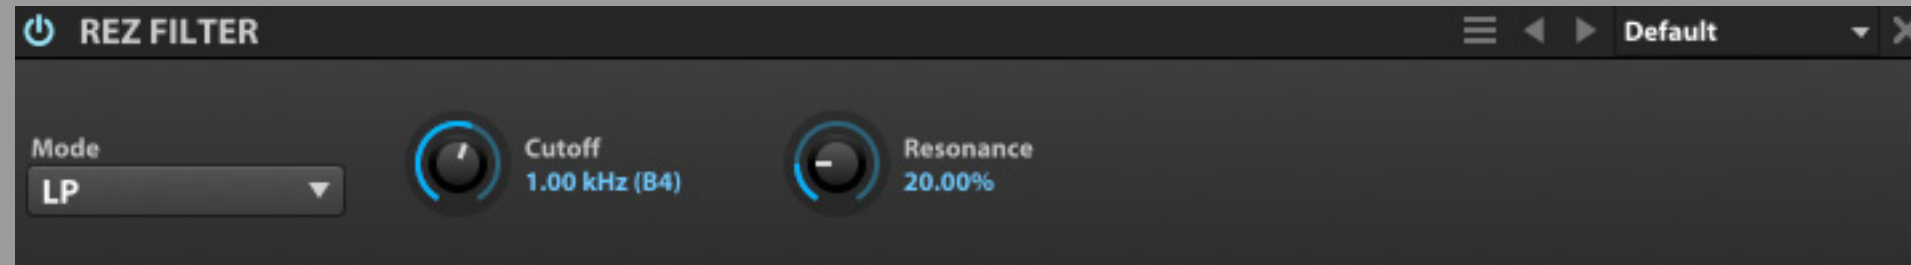 REZ FILTER
Default
Mode
LP
Cutoff
1.00 kHz (B4)
Resonance
20.00%